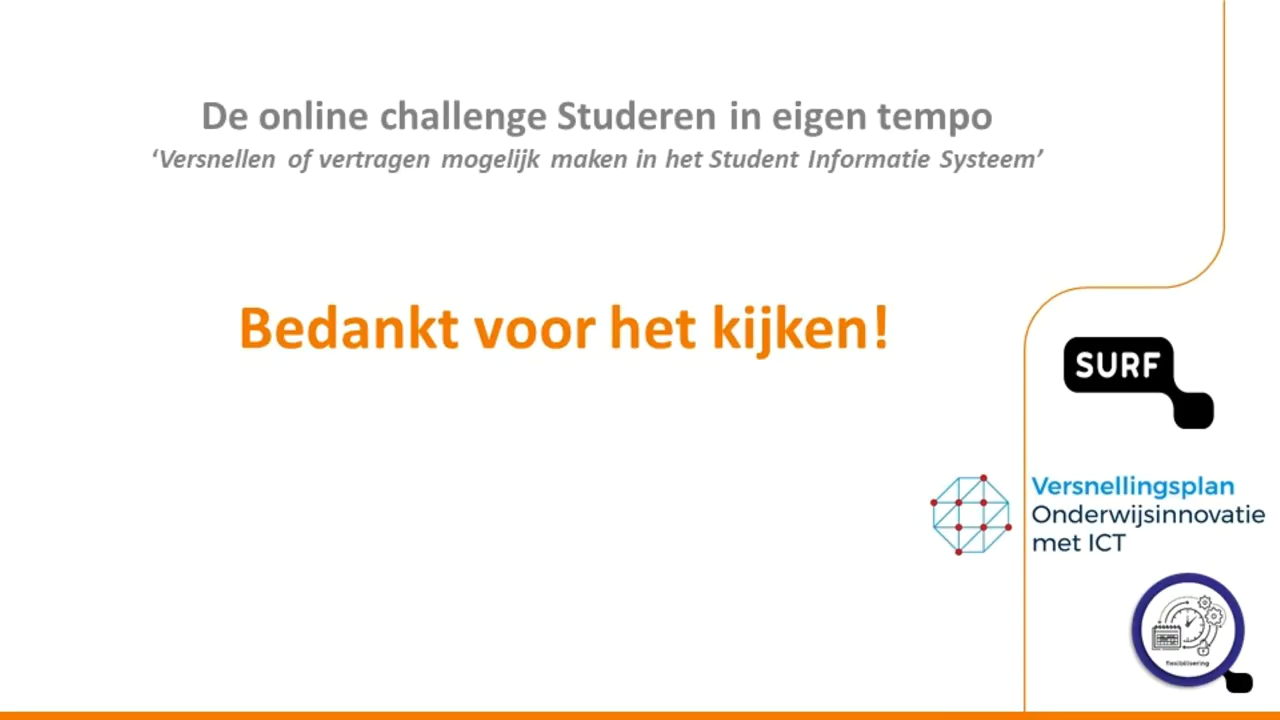 De online challenge Studeren in eigen tempo
‘Versnellen of vertragen mogelijk maken in het Student Informatie Systeem’
Bedankt voor het kijken!
SURF
Versnellingsplan
Onderwijsinnovatie
met ICT
flexibilisering